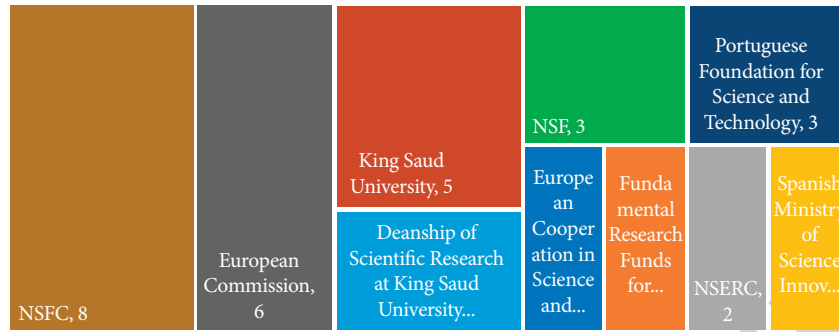 NSFC, 8
European
Commission,
6
King Saud
University, 5
Deanship of
Scientific Research
at King Saud
University...
NSF, 3
Portuguese
Foundation for
Science and
Technology, 3
Europe
an
Cooper
ation in
Science
and...
Funda
mental
Research
Funds
for...
NSERC,
2
Spanish
Ministry
of
Science
Innov...